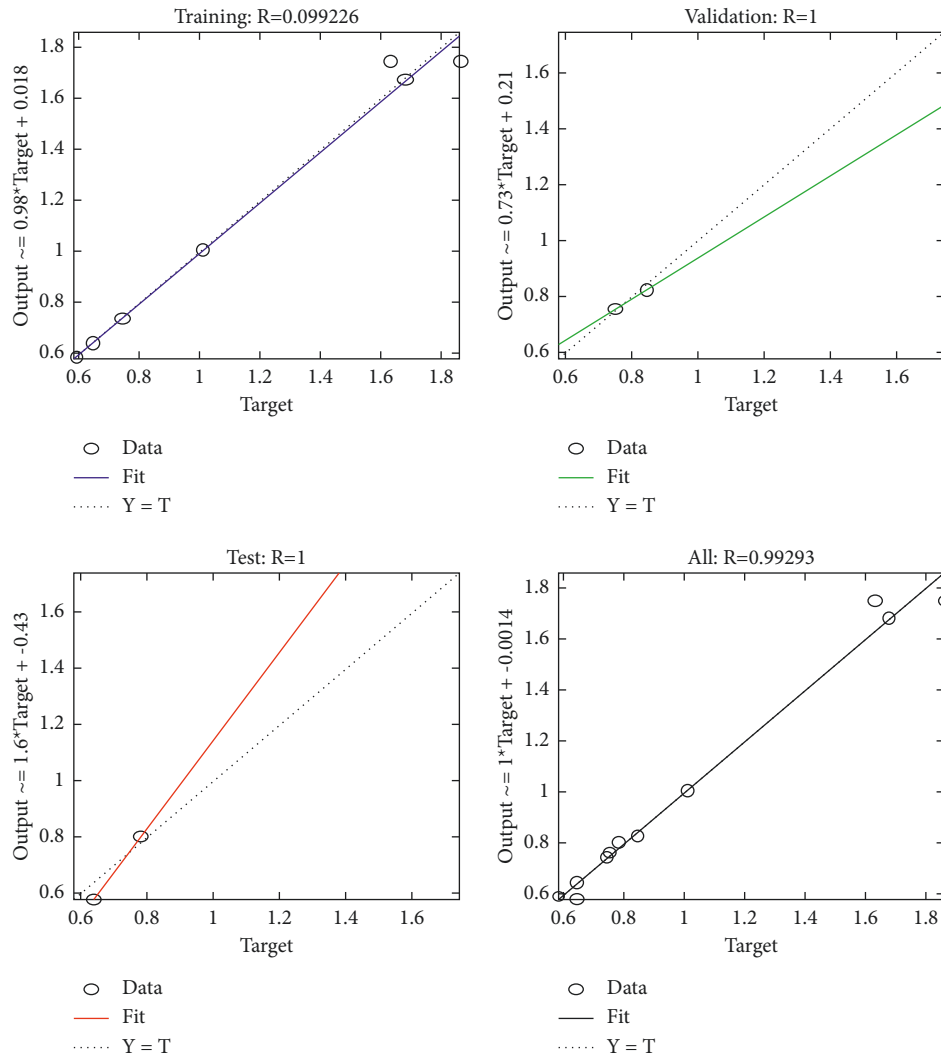 Training: R=0.099226
Output ~= 0.98*Target + 0.018
1.8
1.6
1.4
1.2
1
0.8
0.6
0.6 0.8 1 1.2 1.4 1.6 1.8
Target
Data
Fit
Y = T
Validation: R=1
Output ~= 0.73*Target + 0.21
1.6
1.4
1.2
1
0.8
0.6
0.6 0.8 1 1.2 1.4 1.6
Target
Data
Fit
Y = T
Test: R=1
Output ~= 1.6*Target + -0.43
1.6
1.4
1.2
1
0.8
0.6
0.6 0.8 1 1.2 1.4 1.6
Target
Data
Fit
Y = T
All: R=0.99293
Output ~= 1*Target + -0.0014
1.8
1.6
1.4
1.2
1
0.8
0.6
0.6 0.8 1 1.2 1.4 1.6 1.8
Target
Data
Fit
Y = T